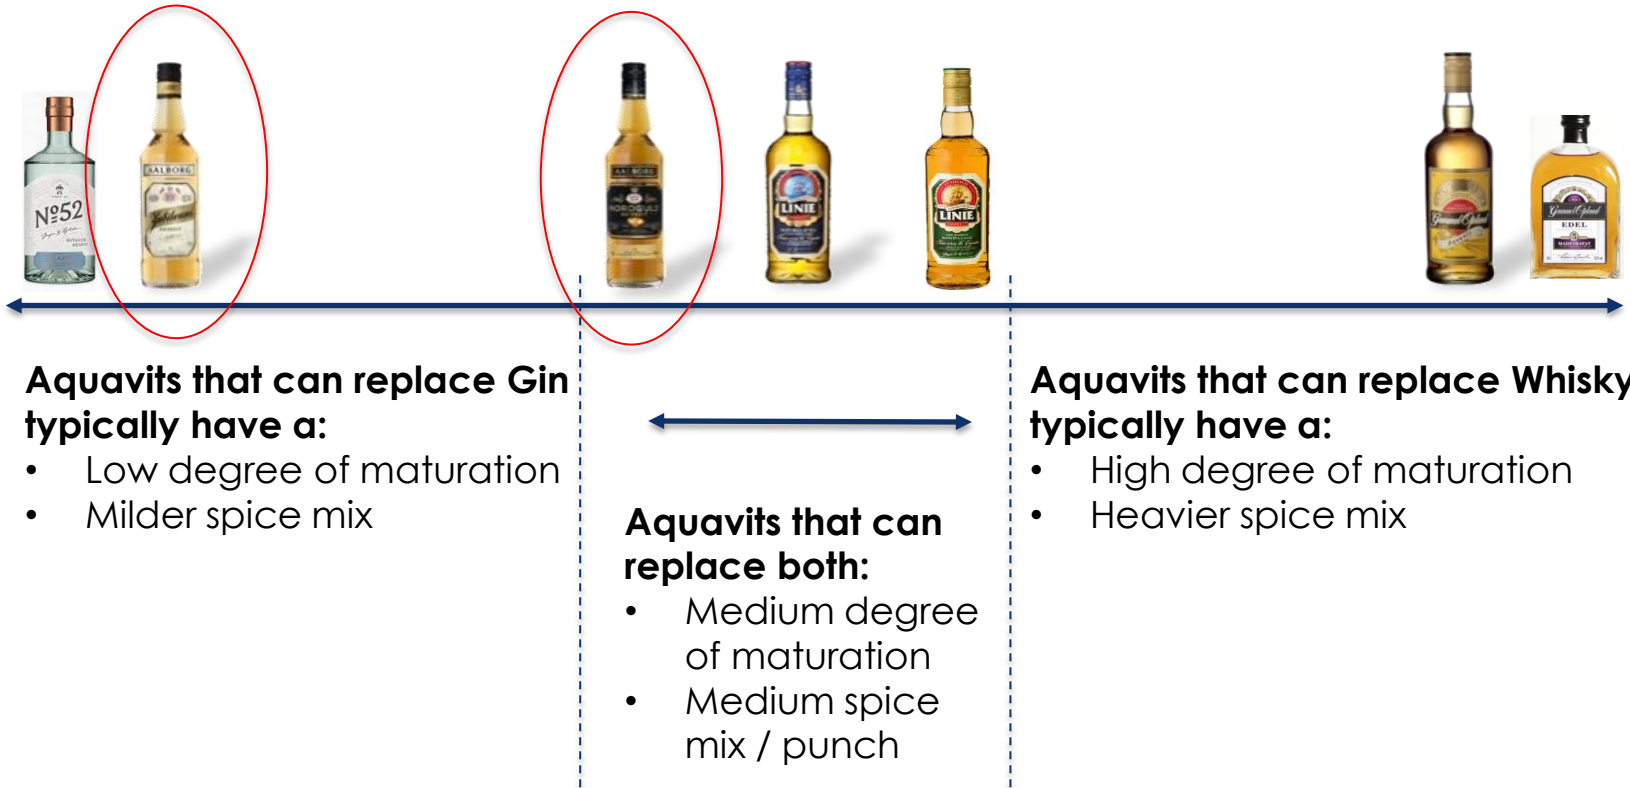 Nº52
AALBORG
AALBORG
LINIE
LINIE
EDEL
Aquavits that can replace Gin
typically have a:
• Low degree of maturation
• Milder spice mix
Aquavits that can
replace both:
• Medium degree
of maturation
• Medium spice
mix / punch
Aquavits that can replace Whisky
typically have a:
• High degree of maturation
• Heavier spice mix